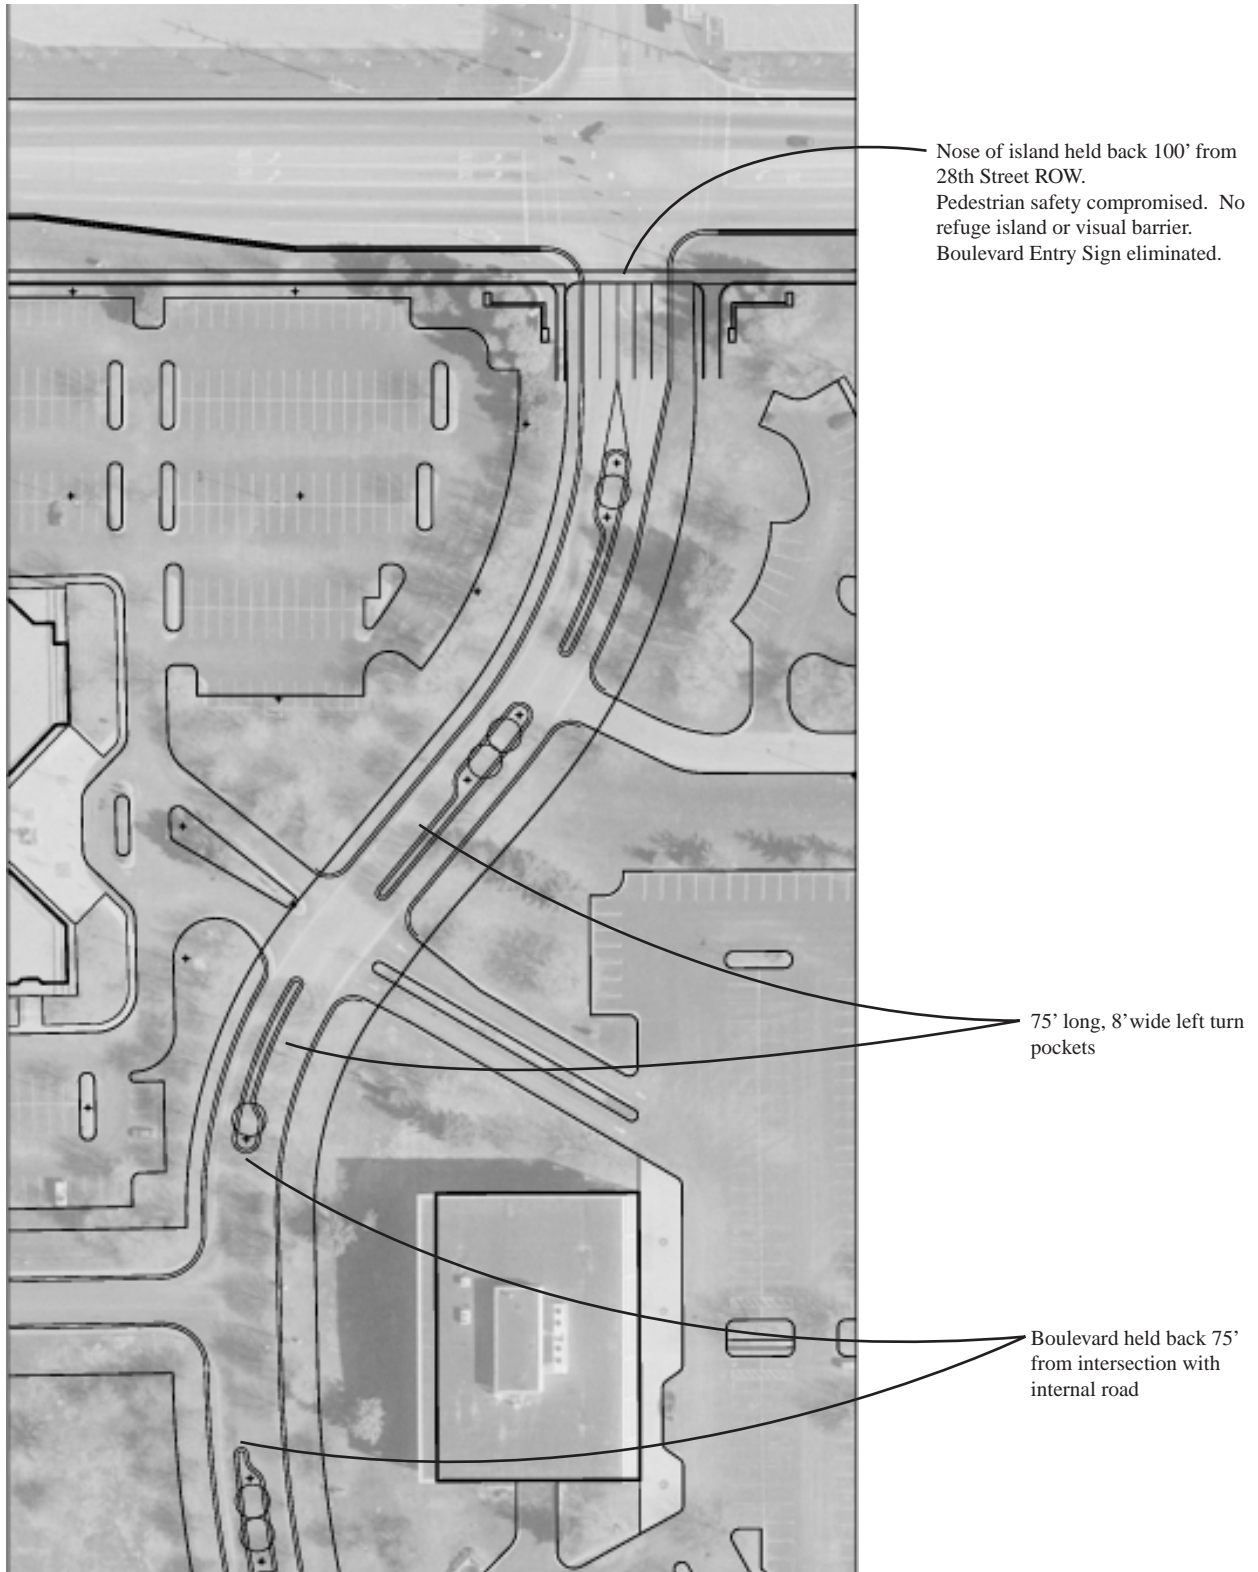 Nose of island held back 100’ from
28th Street ROW.
Pedestrian safety compromised.  No
refuge island or visual barrier.
Boulevard Entry Sign eliminated.
75’ long, 8’wide left turn
pockets
Boulevard held back 75’
from intersection with
internal road